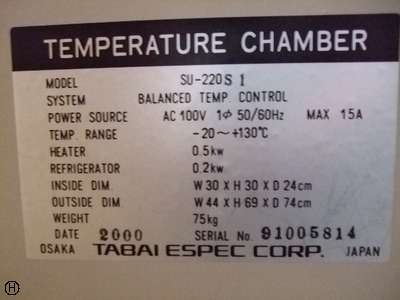 TEMPERATURE CHAMBER
MODEL SU-220S1
SYSTEM BALANCED TEMP. CONTROL
POWER SOURCE AC 100V 1φ 50/60Hz MAX 15A
TEMP. RANGE -20~+130℃
HEATER 0.5kw
REFRIGERATOR 0.2kw
INSIDE DIM. W 30 X H 30 X D 24cm
OUTSIDE DIM. W 44 X H 69 X D 74cm
WEIGHT 75kg
DATE 2000 SERIAL No. 91005814
OSAKA TABAI ESPEC CORP. JAPAN
H